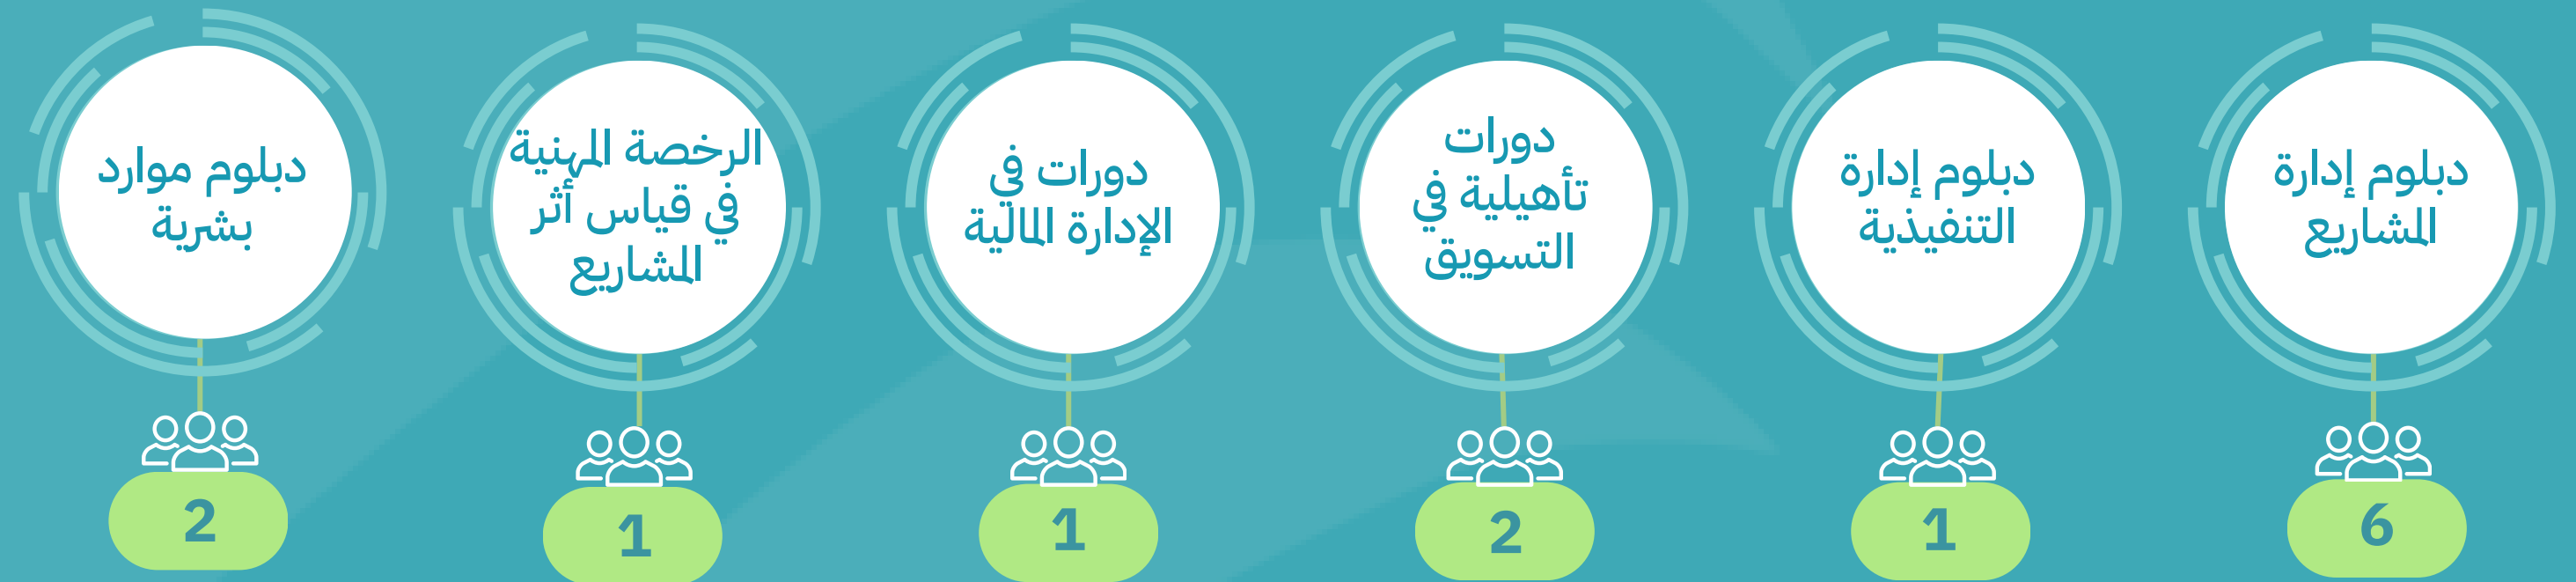 دبلوم إدارة
المشاريع
6
دبلوم إدارة
التنفيذية
1
دورات
تأهيلية في
التسويق
2
دورات في
الإدارة المالية
1
الرخصة المهنية
في قياس أثر
المشاريع
1
دبلوم موارد
بشرية
2